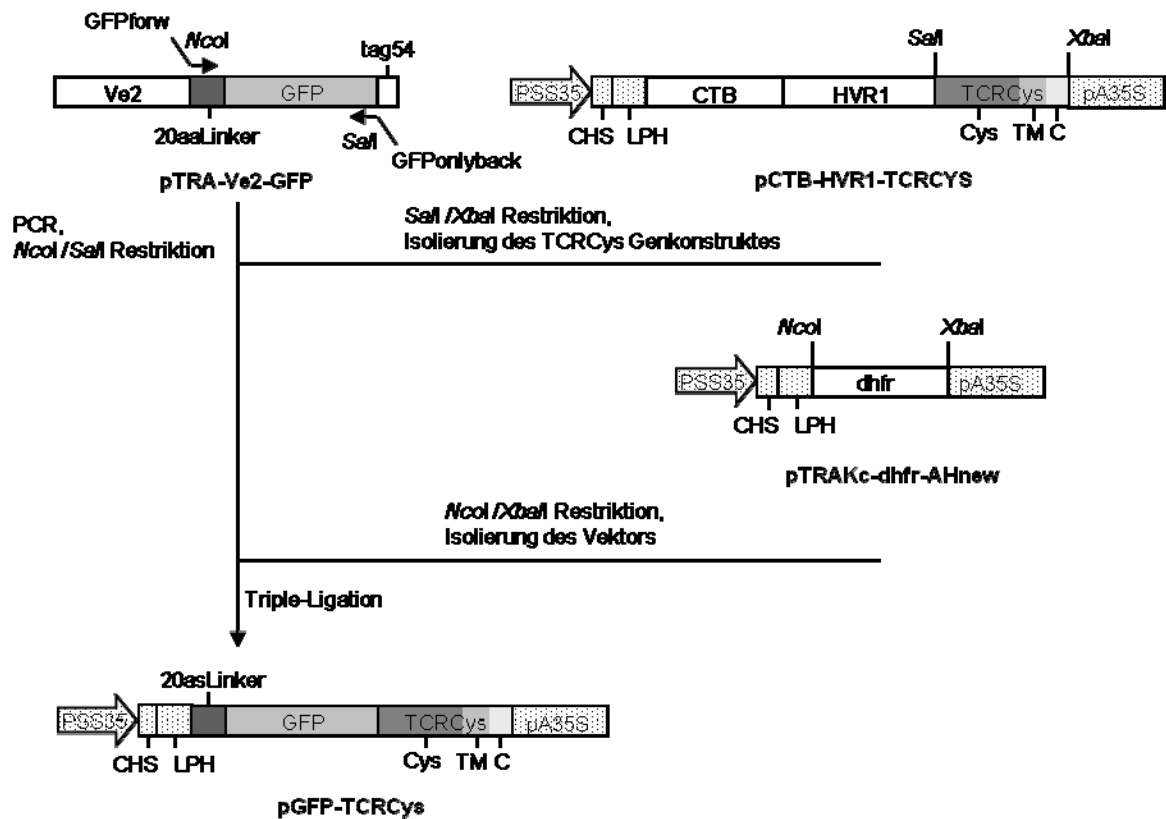 GFPforw
NcoI
tag54
Ve2
GFP
20aaLinker
SalI
GFPonlyback
pTRA-Ve2-GFP
SalI
XbaI
PSS35
CTB
HVR1
TCRCys
pA35S
CHS
LPH
Cys
TM
C
pCTB-HVR1-TCRCYS
PCR,
NcoI/SalI Restriktion
SalI/XbaI Restriktion,
Isolierung des TCRCys Genkonstruktes
NcoI
XbaI
PSS35
dhfr
pA35S
CHS
LPH
pTRAKc-dhfr-AHnew
NcoI/XbaI Restriktion,
Isolierung des Vektors
Triple-Ligation
20asLinker
PSS35
GFP
TCRCys
pA35S
CHS
LPH
Cys
TM
C
pGFP-TCRCys